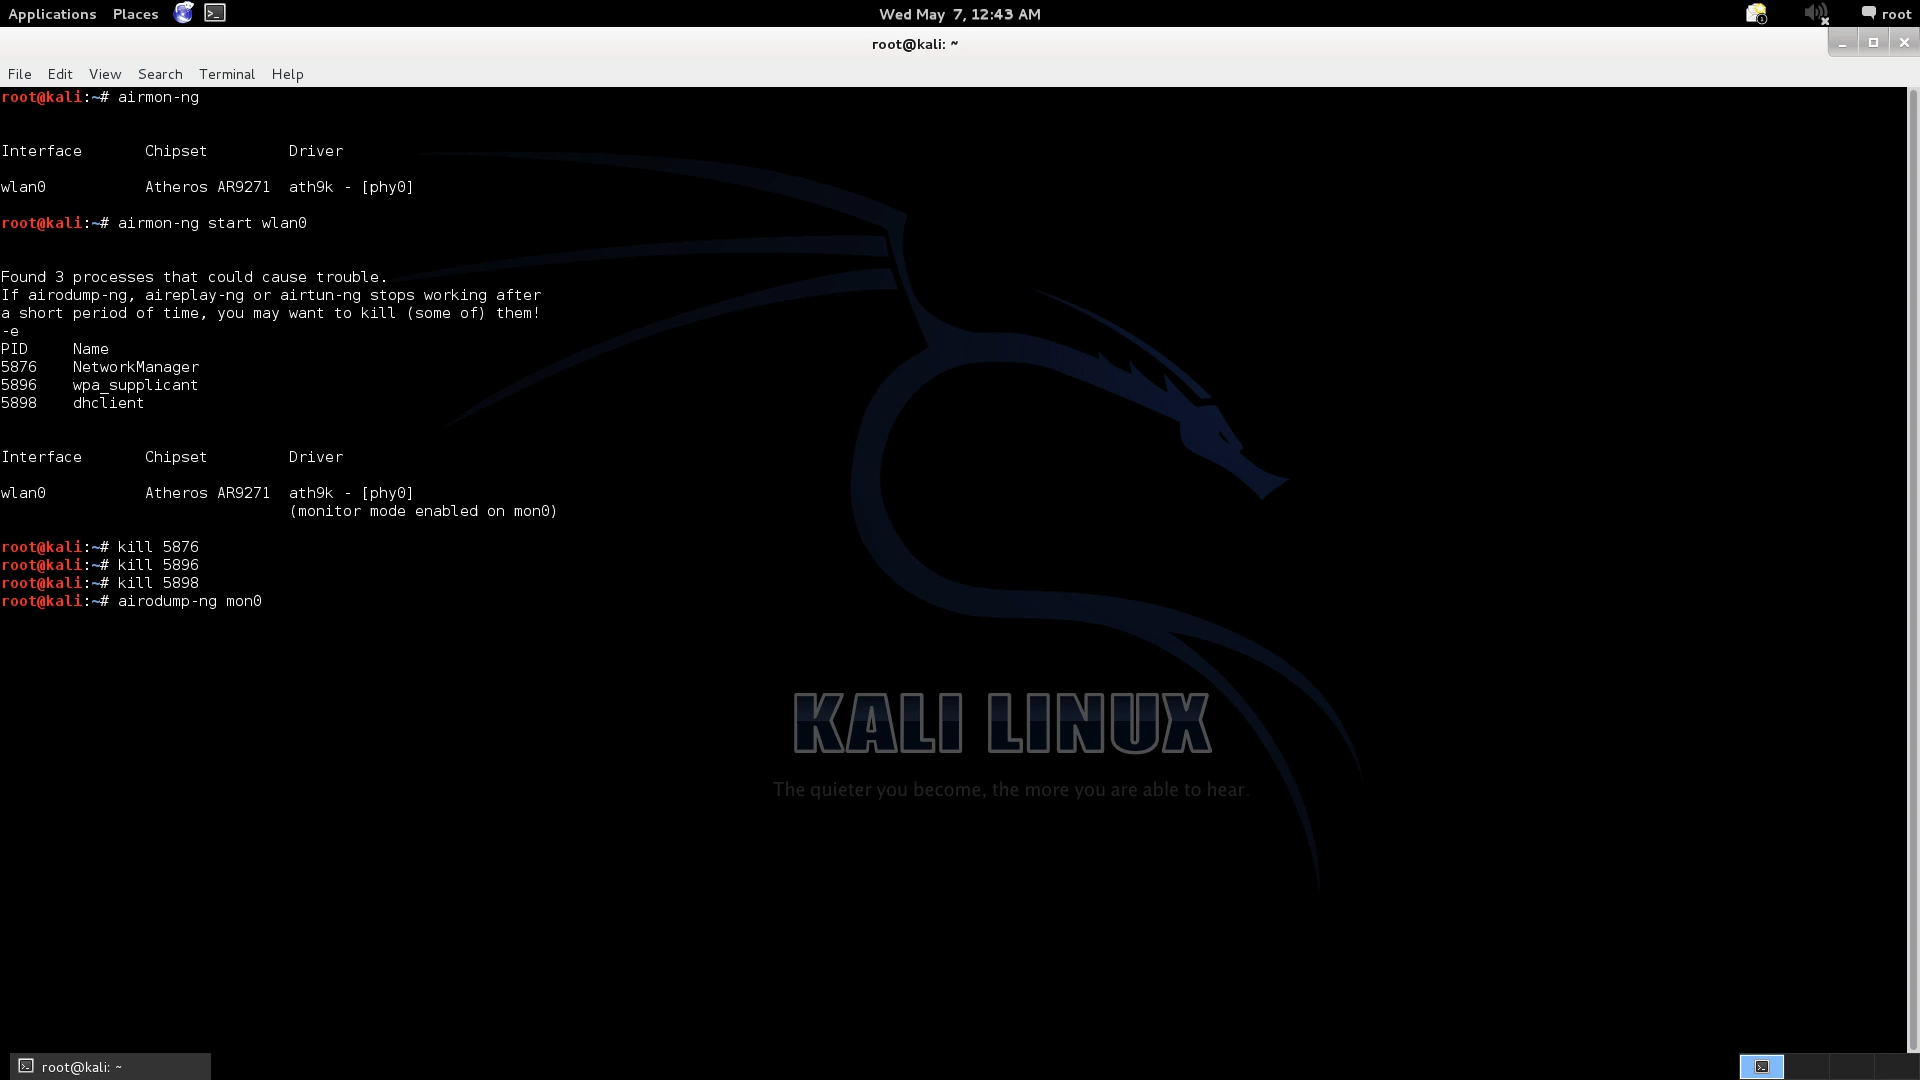 Applications Places Wed May 7, 12:43 AM root
root@kali: ~
File Edit View Search Terminal Help
root@kali:~# airmon-ng
Interface Chipset Driver
wlan0 Atheros AR9271 ath9k - [phy0]
root@kali:~# airmon-ng start wlan0
Found 3 processes that could cause trouble.
If airodump-ng, aireplay-ng or airtun-ng stops working after
a short period of time, you may want to kill (some of) them!
-e
PID Name
5876 NetworkManager
5896 wpa_supplicant
5898 dhclient
Interface Chipset Driver
wlan0 Atheros AR9271 ath9k - [phy0]
(monitor mode enabled on mon0)
root@kali:~# kill 5876
root@kali:~# kill 5896
root@kali:~# kill 5898
root@kali:~# airodump-ng mon0
KALI LINUX
The quieter you become, the more you are able to hear.
root@kali: ~